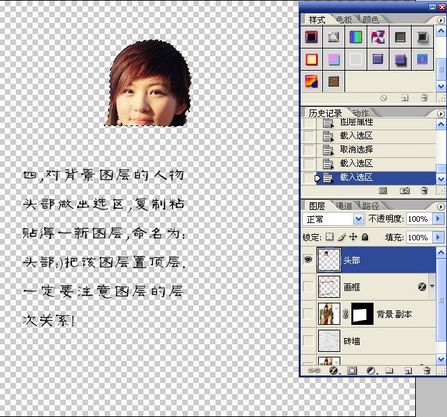 样式 色板 颜色
历史记录 动作
图层属性
载入选区
取消选择
载入选区
载入选区
图层 通道 路径
正常 不透明度: 100%
锁定: 填充: 100%
头部
画框
背景 副本
砖墙
四,对背景图层的人物
头部做出选区,复制粘
贴得一新图层,命名为:
头部:)把该图层置顶层.
一定要注意图层的层
次关系!